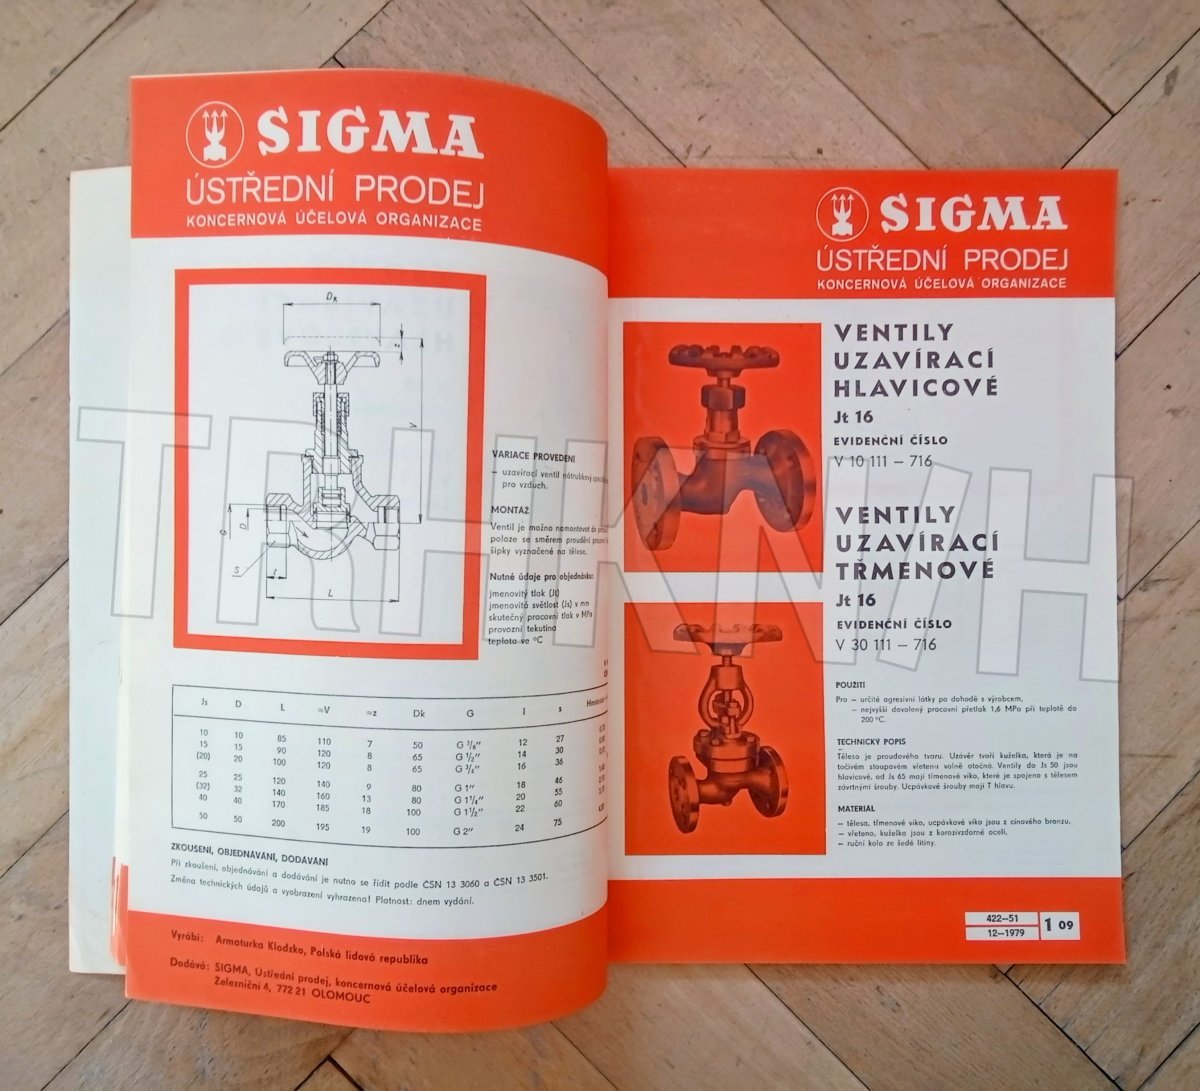 SIGMA
ÚSTŘEDNÍ PRODEJ
KONCERNOVÁ ÚČELOVÁ ORGANIZACE
Dk
z
V
G
D
S
l
L
VARIACE PROVEDENÍ
– uzavírací ventil nátrubkový
pro vzduch.
MONTÁŽ
Ventil je možno namontovat do
poloze se směrem proudění
šipky vyznačené na tělese.
Nutné údaje pro objednávku:
jmenovitý tlak (Jt)
jmenovitá světlost (Js) v mm
skutečný pracovní tlak v MPa
provozní tekutina
teplota ve °C
Js D L ≈V ≈z Dk G l s
10 10 85 110 7 50 G 3/8" 12 27
15 15 90 120 8 65 G 1/2" 14 30
(20) 20 100 120 8 65 G 3/4" 16 36
25 25 120 140 9 80 G 1" 18 46
(32) 32 140 160 13 80 G 1 1/4" 20 55
40 40 170 185 18 100 G 1 1/2" 22 60
50 50 200 195 19 100 G 2" 24 75
ZKOUŠENÍ, OBJEDNÁVÁNÍ, DODÁVÁNÍ
Při zkoušení, objednávání a dodávání je nutno se řídit podle ČSN 13 3060 a ČSN 13 3501.
Změna technických údajů a vyobrazení vyhrazena! Platnost: dnem vydání.
Vyrábí: Armaturka Klodzko, Polská lidová republika
Dodává: SIGMA, Ústřední prodej, koncernová účelová organizace
Železniční 4, 772 21 OLOMOUC
SIGMA
ÚSTŘEDNÍ PRODEJ
KONCERNOVÁ ÚČELOVÁ ORGANIZACE
VENTILY
UZAVÍRACÍ
HLAVICOVÉ
Jt 16
EVIDENČNÍ ČÍSLO
V 10 111 – 716
VENTILY
UZAVÍRACÍ
TŘMENOVÉ
Jt 16
EVIDENČNÍ ČÍSLO
V 30 111 – 716
POUŽITÍ
Pro – určité agresivní látky po dohodě s výrobcem,
– nejvyšší dovolený pracovní přetlak 1,6 MPa při teplotě do
200 °C.
TECHNICKÝ POPIS
Těleso je proudového tvaru. Uzávěr tvoří kuželka, která je na
točivém stoupavém vřetenu volně otočná. Ventily do Js 50 jsou
hlavicové, od Js 65 mají třmenové víko, které je spojena s tělesem
závrtnými šrouby. Ucpávkové šrouby mají T hlavu.
MATERIÁL
– tělesa, třmenové víko, ucpávkové víko jsou z cínového bronzu,
– vřeteno, kuželka jsou z korozivzdorné oceli,
– ruční kolo ze šedé litiny.
422–51
12–1979
1 09
TRHKNIH